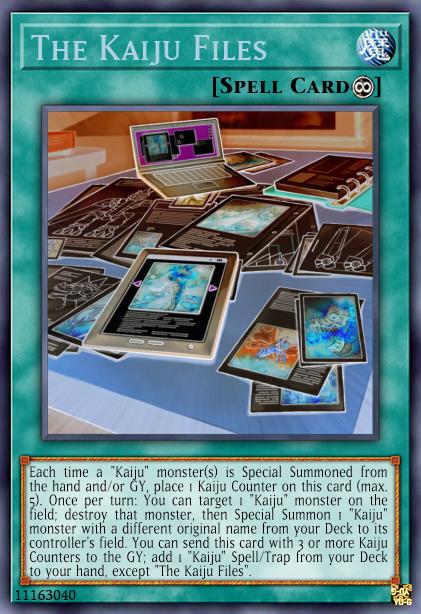 The Kaiju Files
[Spell Card]
Each time a "Kaiju" monster(s) is Special Summoned from
the hand and/or GY, place 1 Kaiju Counter on this card (max.
5). Once per turn: You can target 1 "Kaiju" monster on the
field; destroy that monster, then Special Summon 1 "Kaiju"
monster with a different original name from your Deck to its
controller's field. You can send this card with 3 or more Kaiju
Counters to the GY; add 1 "Kaiju" Spell/Trap from your Deck
to your hand, except "The Kaiju Files".
11163040